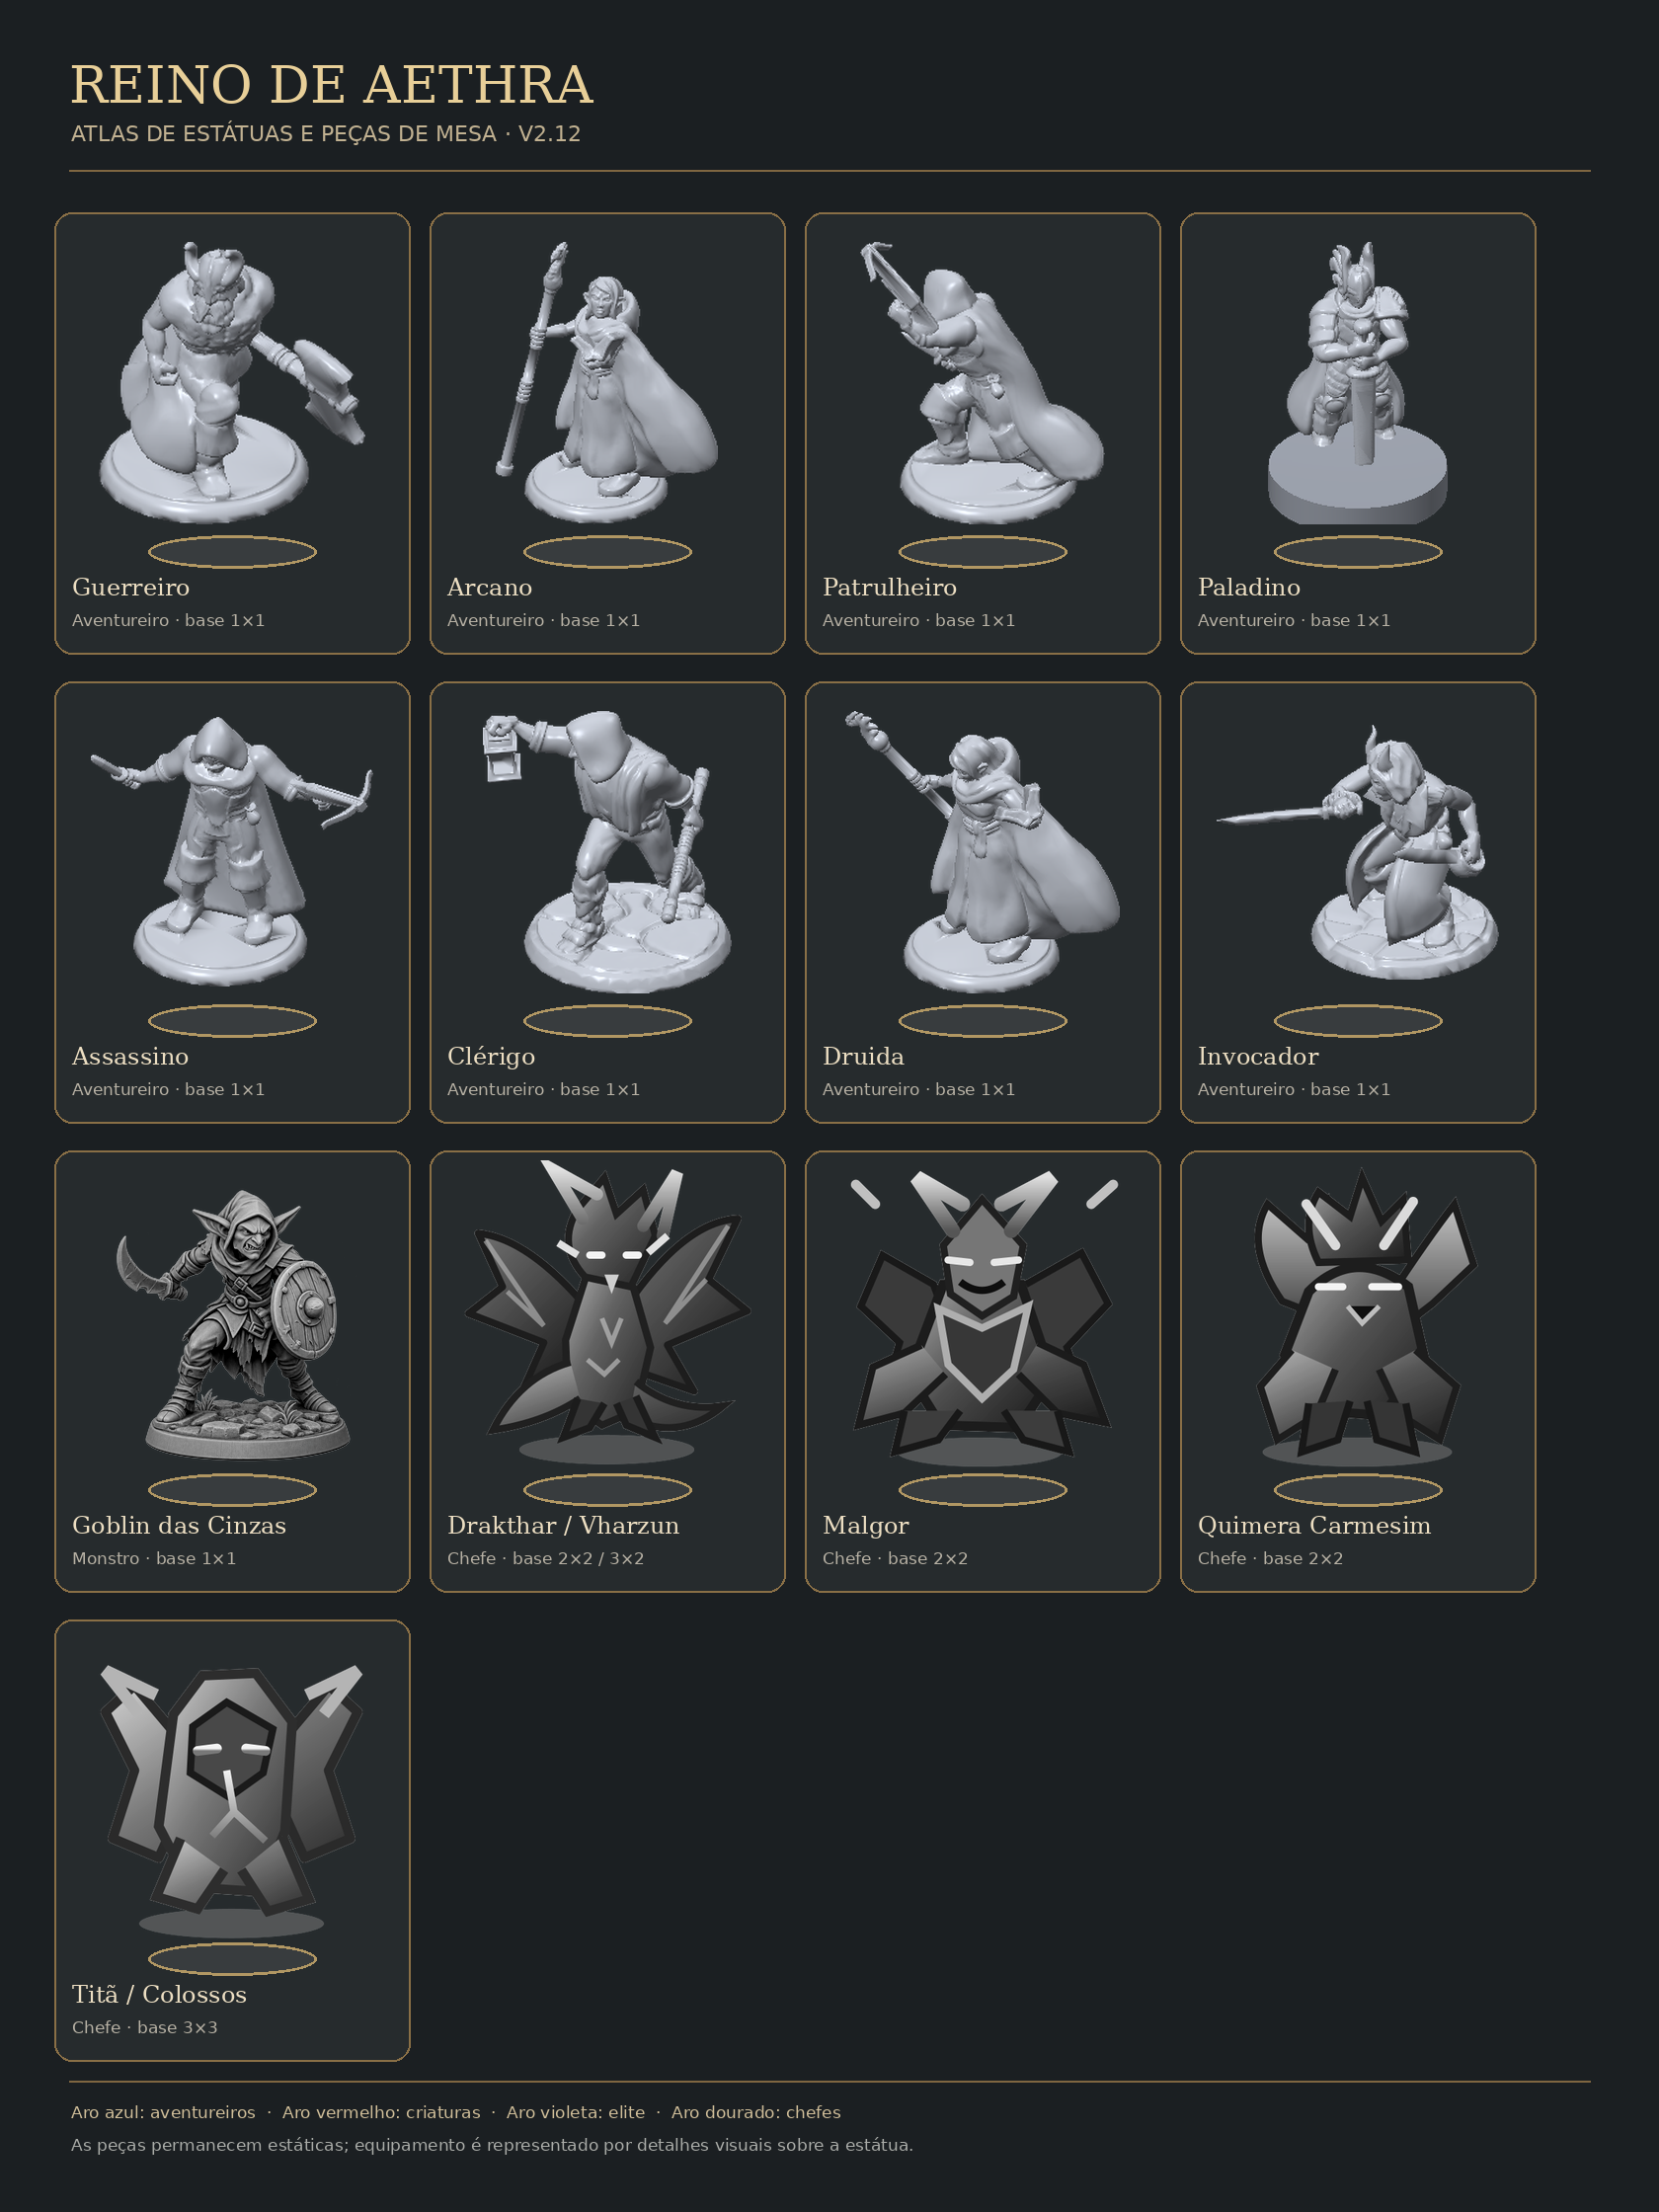 REINO DE AETHRA
ATLAS DE ESTÁTUAS E PEÇAS DE MESA · V2.12
Guerreiro
Aventureiro · base 1×1
Arcano
Aventureiro · base 1×1
Patrulheiro
Aventureiro · base 1×1
Paladino
Aventureiro · base 1×1
Assassino
Aventureiro · base 1×1
Clérigo
Aventureiro · base 1×1
Druida
Aventureiro · base 1×1
Invocador
Aventureiro · base 1×1
Goblin das Cinzas
Monstro · base 1×1
Drakthar / Vharzun
Chefe · base 2×2 / 3×2
Malgor
Chefe · base 2×2
Quimera Carmesim
Chefe · base 2×2
Titã / Colossos
Chefe · base 3×3
Aro azul: aventureiros · Aro vermelho: criaturas · Aro violeta: elite · Aro dourado: chefes
As peças permanecem estáticas; equipamento é representado por detalhes visuais sobre a estátua.